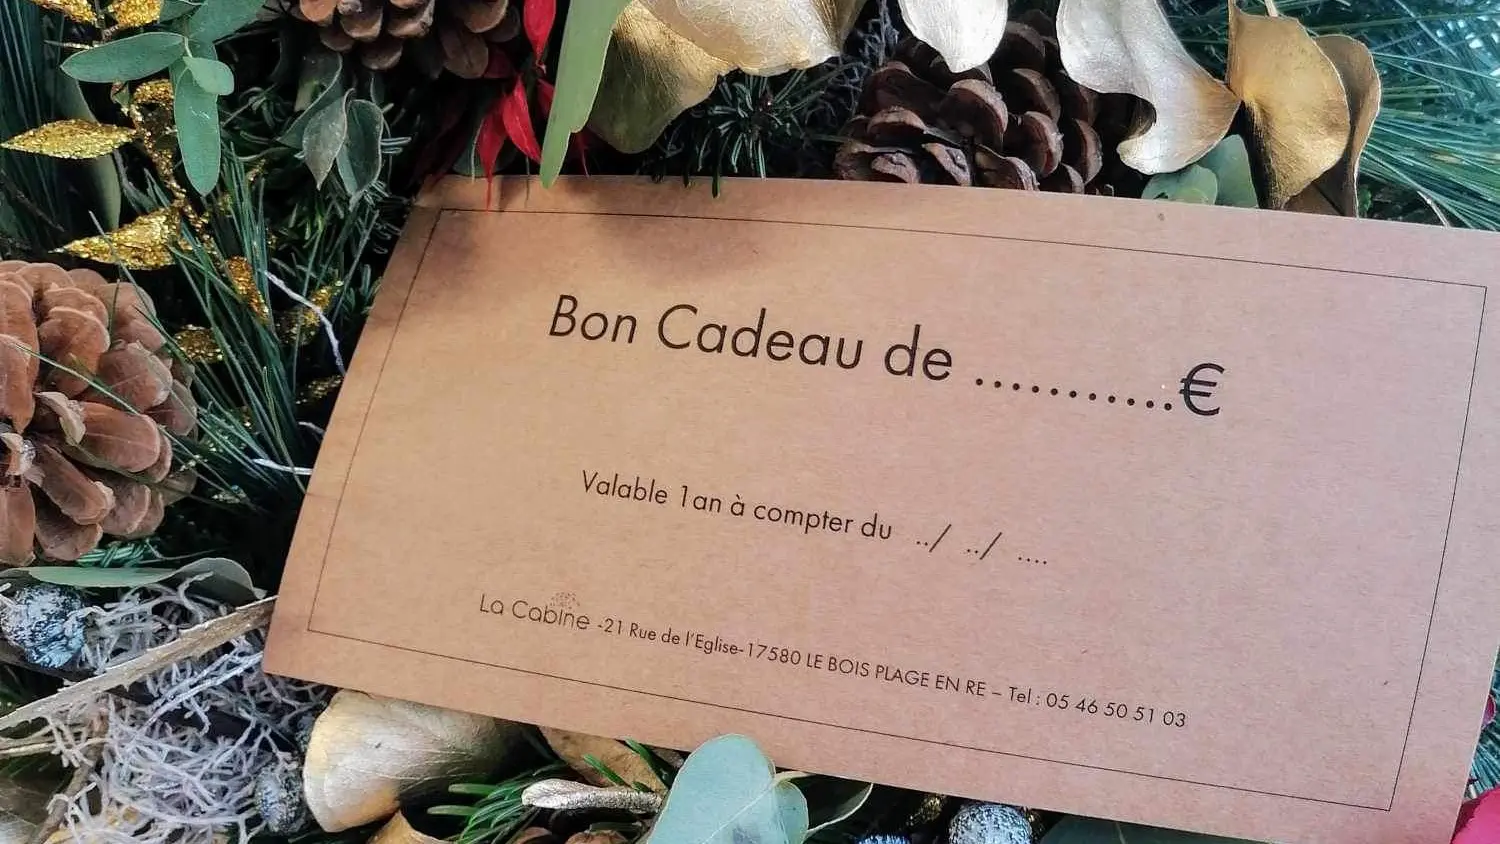 Bon Cadeau de ...........€
Valable 1an à compter du ../ ../ ....
La Cabine -21 Rue de l'Eglise-17580 LE BOIS PLAGE EN RE – Tel : 05 46 50 51 03